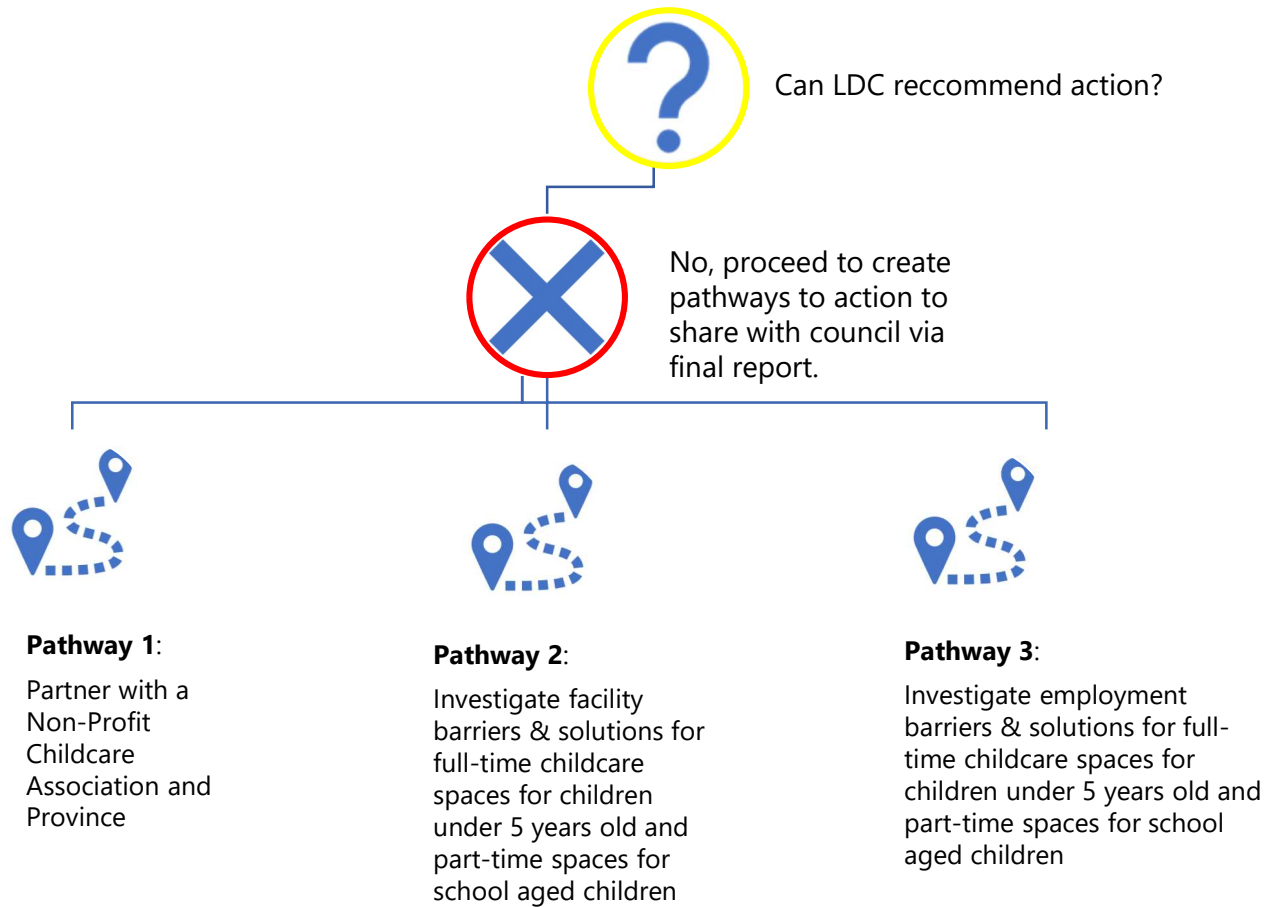 Can LDC reccommend action?
No, proceed to create
pathways to action to
share with council via
final report.
Pathway 1:
Partner with a
Non-Profit
Childcare
Association and
Province
Pathway 2:
Investigate facility
barriers & solutions for
full-time childcare
spaces for children
under 5 years old and
part-time spaces for
school aged children
Pathway 3:
Investigate employment
barriers & solutions for full-
time childcare spaces for
children under 5 years old and
part-time spaces for school
aged children